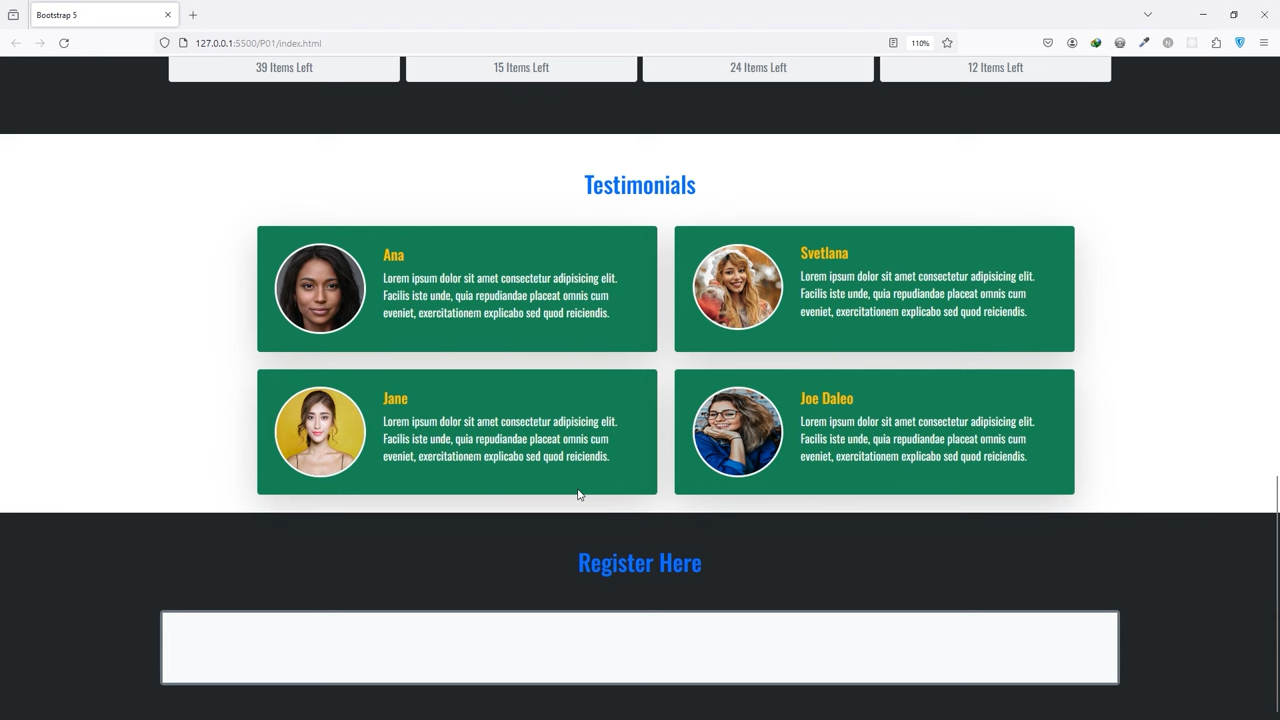 Bootstrap 5
127.0.0.1:5500/P01/index.html
110%
39 Items Left
15 Items Left
24 Items Left
12 Items Left
Testimonials
Ana
Lorem ipsum dolor sit amet consectetur adipisicing elit.
Facilis iste unde, quia repudiandae placeat omnis cum
eveniet, exercitationem explicabo sed quod reiciendis.
Svetlana
Lorem ipsum dolor sit amet consectetur adipisicing elit.
Facilis iste unde, quia repudiandae placeat omnis cum
eveniet, exercitationem explicabo sed quod reiciendis.
Jane
Lorem ipsum dolor sit amet consectetur adipisicing elit.
Facilis iste unde, quia repudiandae placeat omnis cum
eveniet, exercitationem explicabo sed quod reiciendis.
Joe Daleo
Lorem ipsum dolor sit amet consectetur adipisicing elit.
Facilis iste unde, quia repudiandae placeat omnis cum
eveniet, exercitationem explicabo sed quod reiciendis.
Register Here